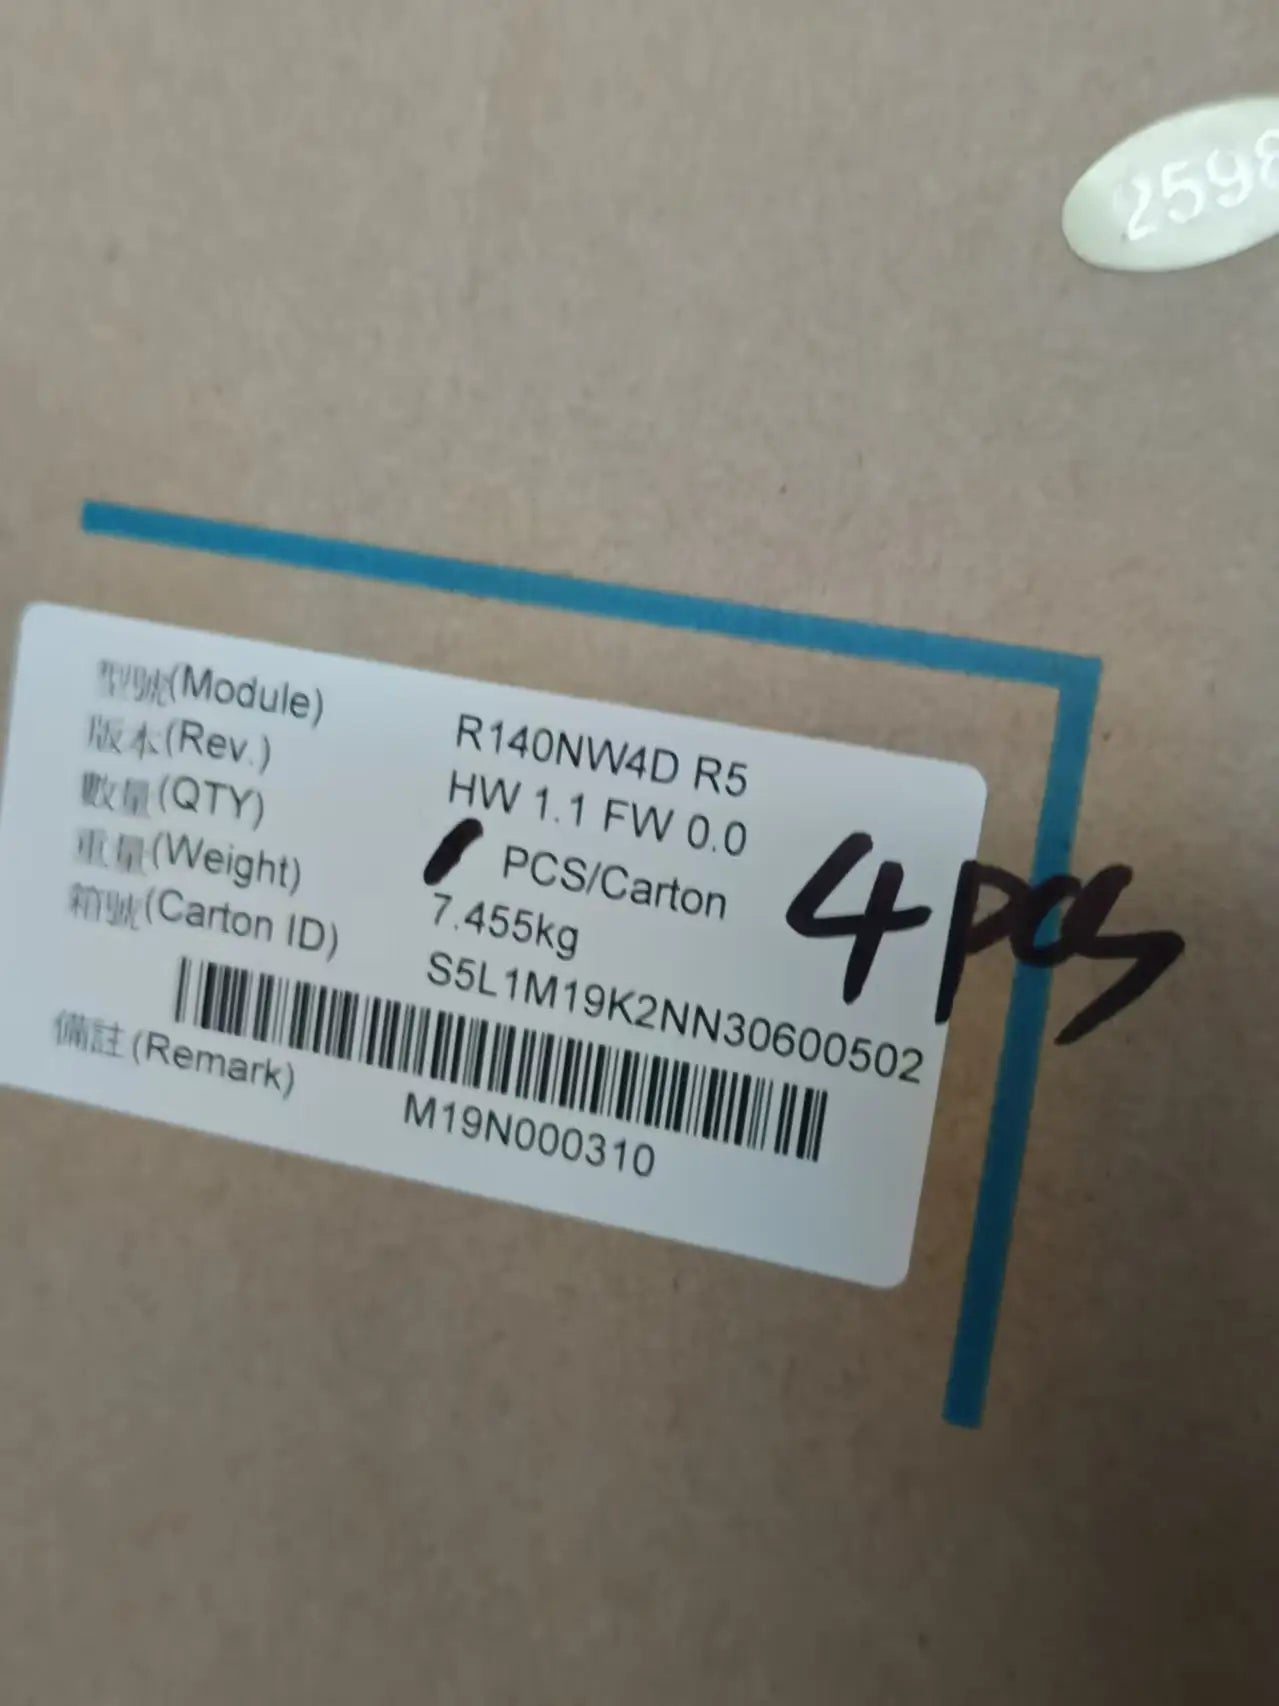 2598
型號(Module) R140NW4D R5
版本(Rev.) HW 1.1 FW 0.0
數量(QTY) PCS/Carton 4pcs
重量(Weight) 7.455kg
箱號(Carton ID) S5L1M19K2NN30600502
備註(Remark) M19N000310